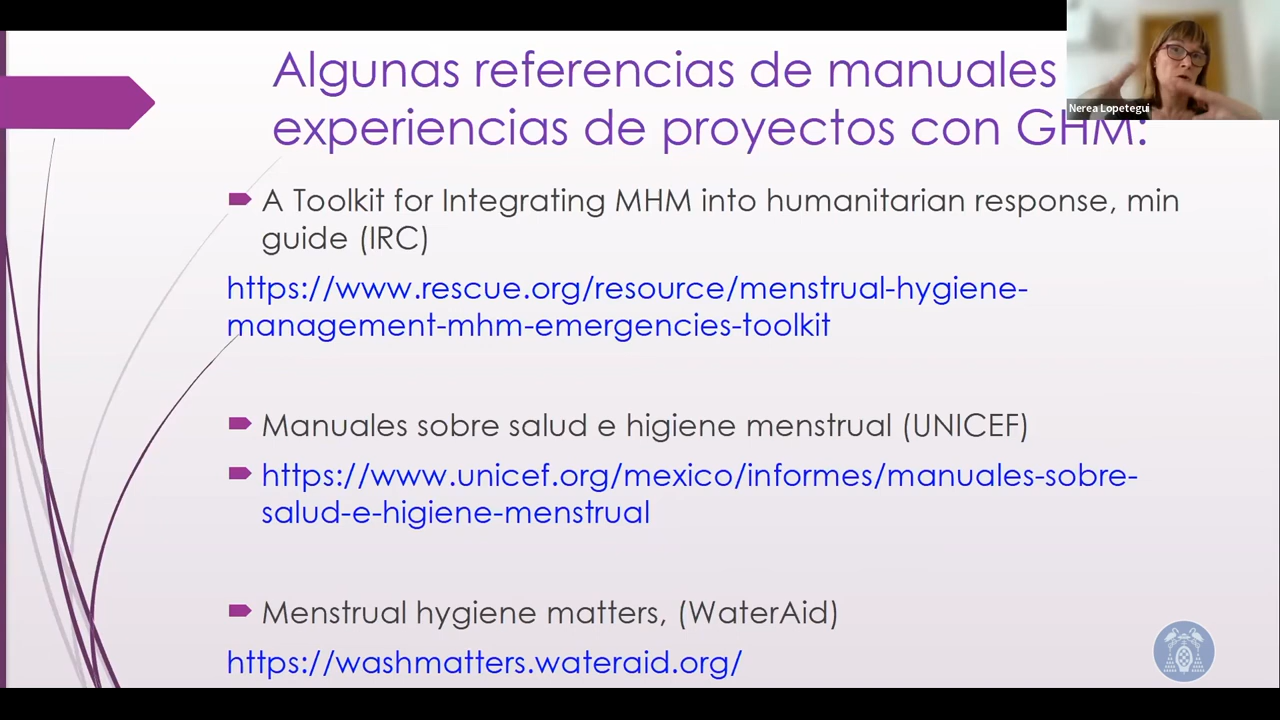 Algunas referencias de manuales
experiencias de proyectos con GHM:
Nerea Lopetegui
A Toolkit for Integrating MHM into humanitarian response, min
guide (IRC)
https://www.rescue.org/resource/menstrual-hygiene-
management-mhm-emergencies-toolkit
Manuales sobre salud e higiene menstrual (UNICEF)
https://www.unicef.org/mexico/informes/manuales-sobre-
salud-e-higiene-menstrual
Menstrual hygiene matters, (WaterAid)
https://washmatters.wateraid.org/